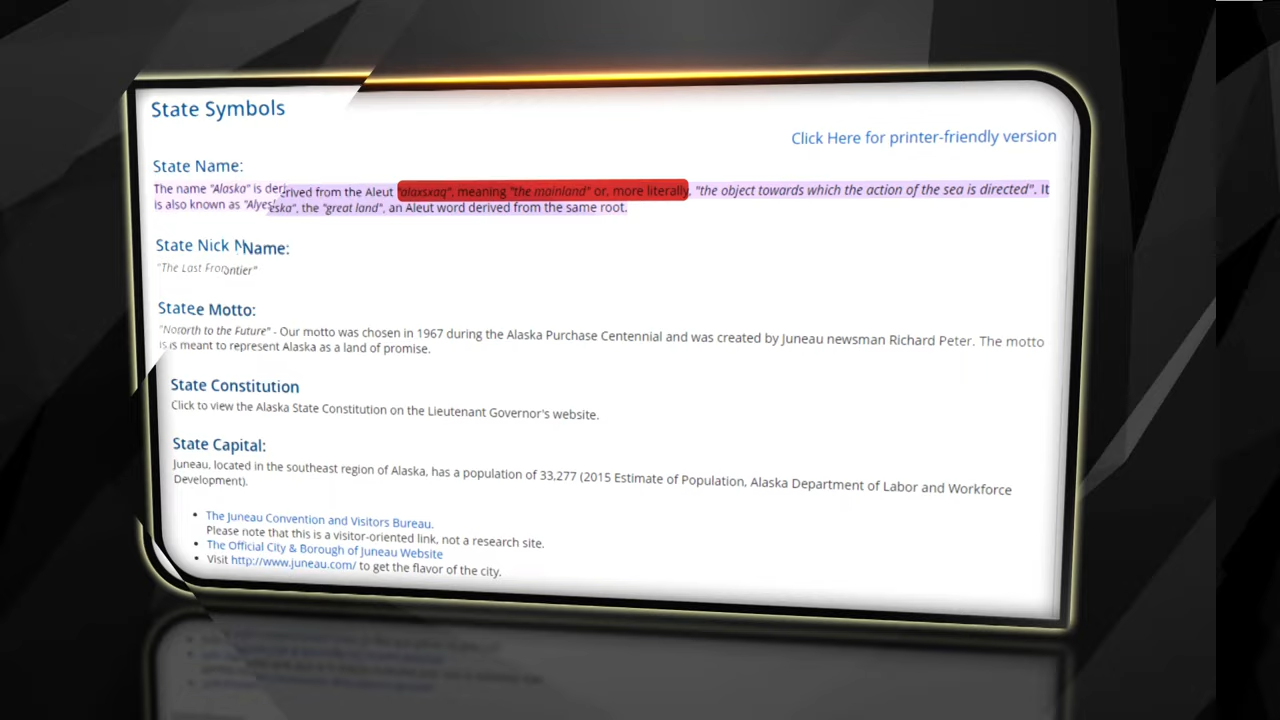 State Symbols
Click Here for printer-friendly version
State Name:
The name "Alaska" is derived from the Aleut "alaxsxaq", meaning "the mainland" or, more literally, "the object towards which the action of the sea is directed". It
is also known as "Alyeska", the "great land", an Aleut word derived from the same root.
State Nick Name:
"The Last Frontier"
State Motto:
"North to the Future" - Our motto was chosen in 1967 during the Alaska Purchase Centennial and was created by Juneau newsman Richard Peter. The motto
is meant to represent Alaska as a land of promise.
State Constitution
Click to view the Alaska State Constitution on the Lieutenant Governor's website.
State Capital:
Juneau, located in the southeast region of Alaska, has a population of 33,277 (2015 Estimate of Population, Alaska Department of Labor and Workforce
Development).
• The Juneau Convention and Visitors Bureau.
Please note that this is a visitor-oriented link, not a research site.
• The Official City & Borough of Juneau Website
• Visit http://www.juneau.com/ to get the flavor of the city.